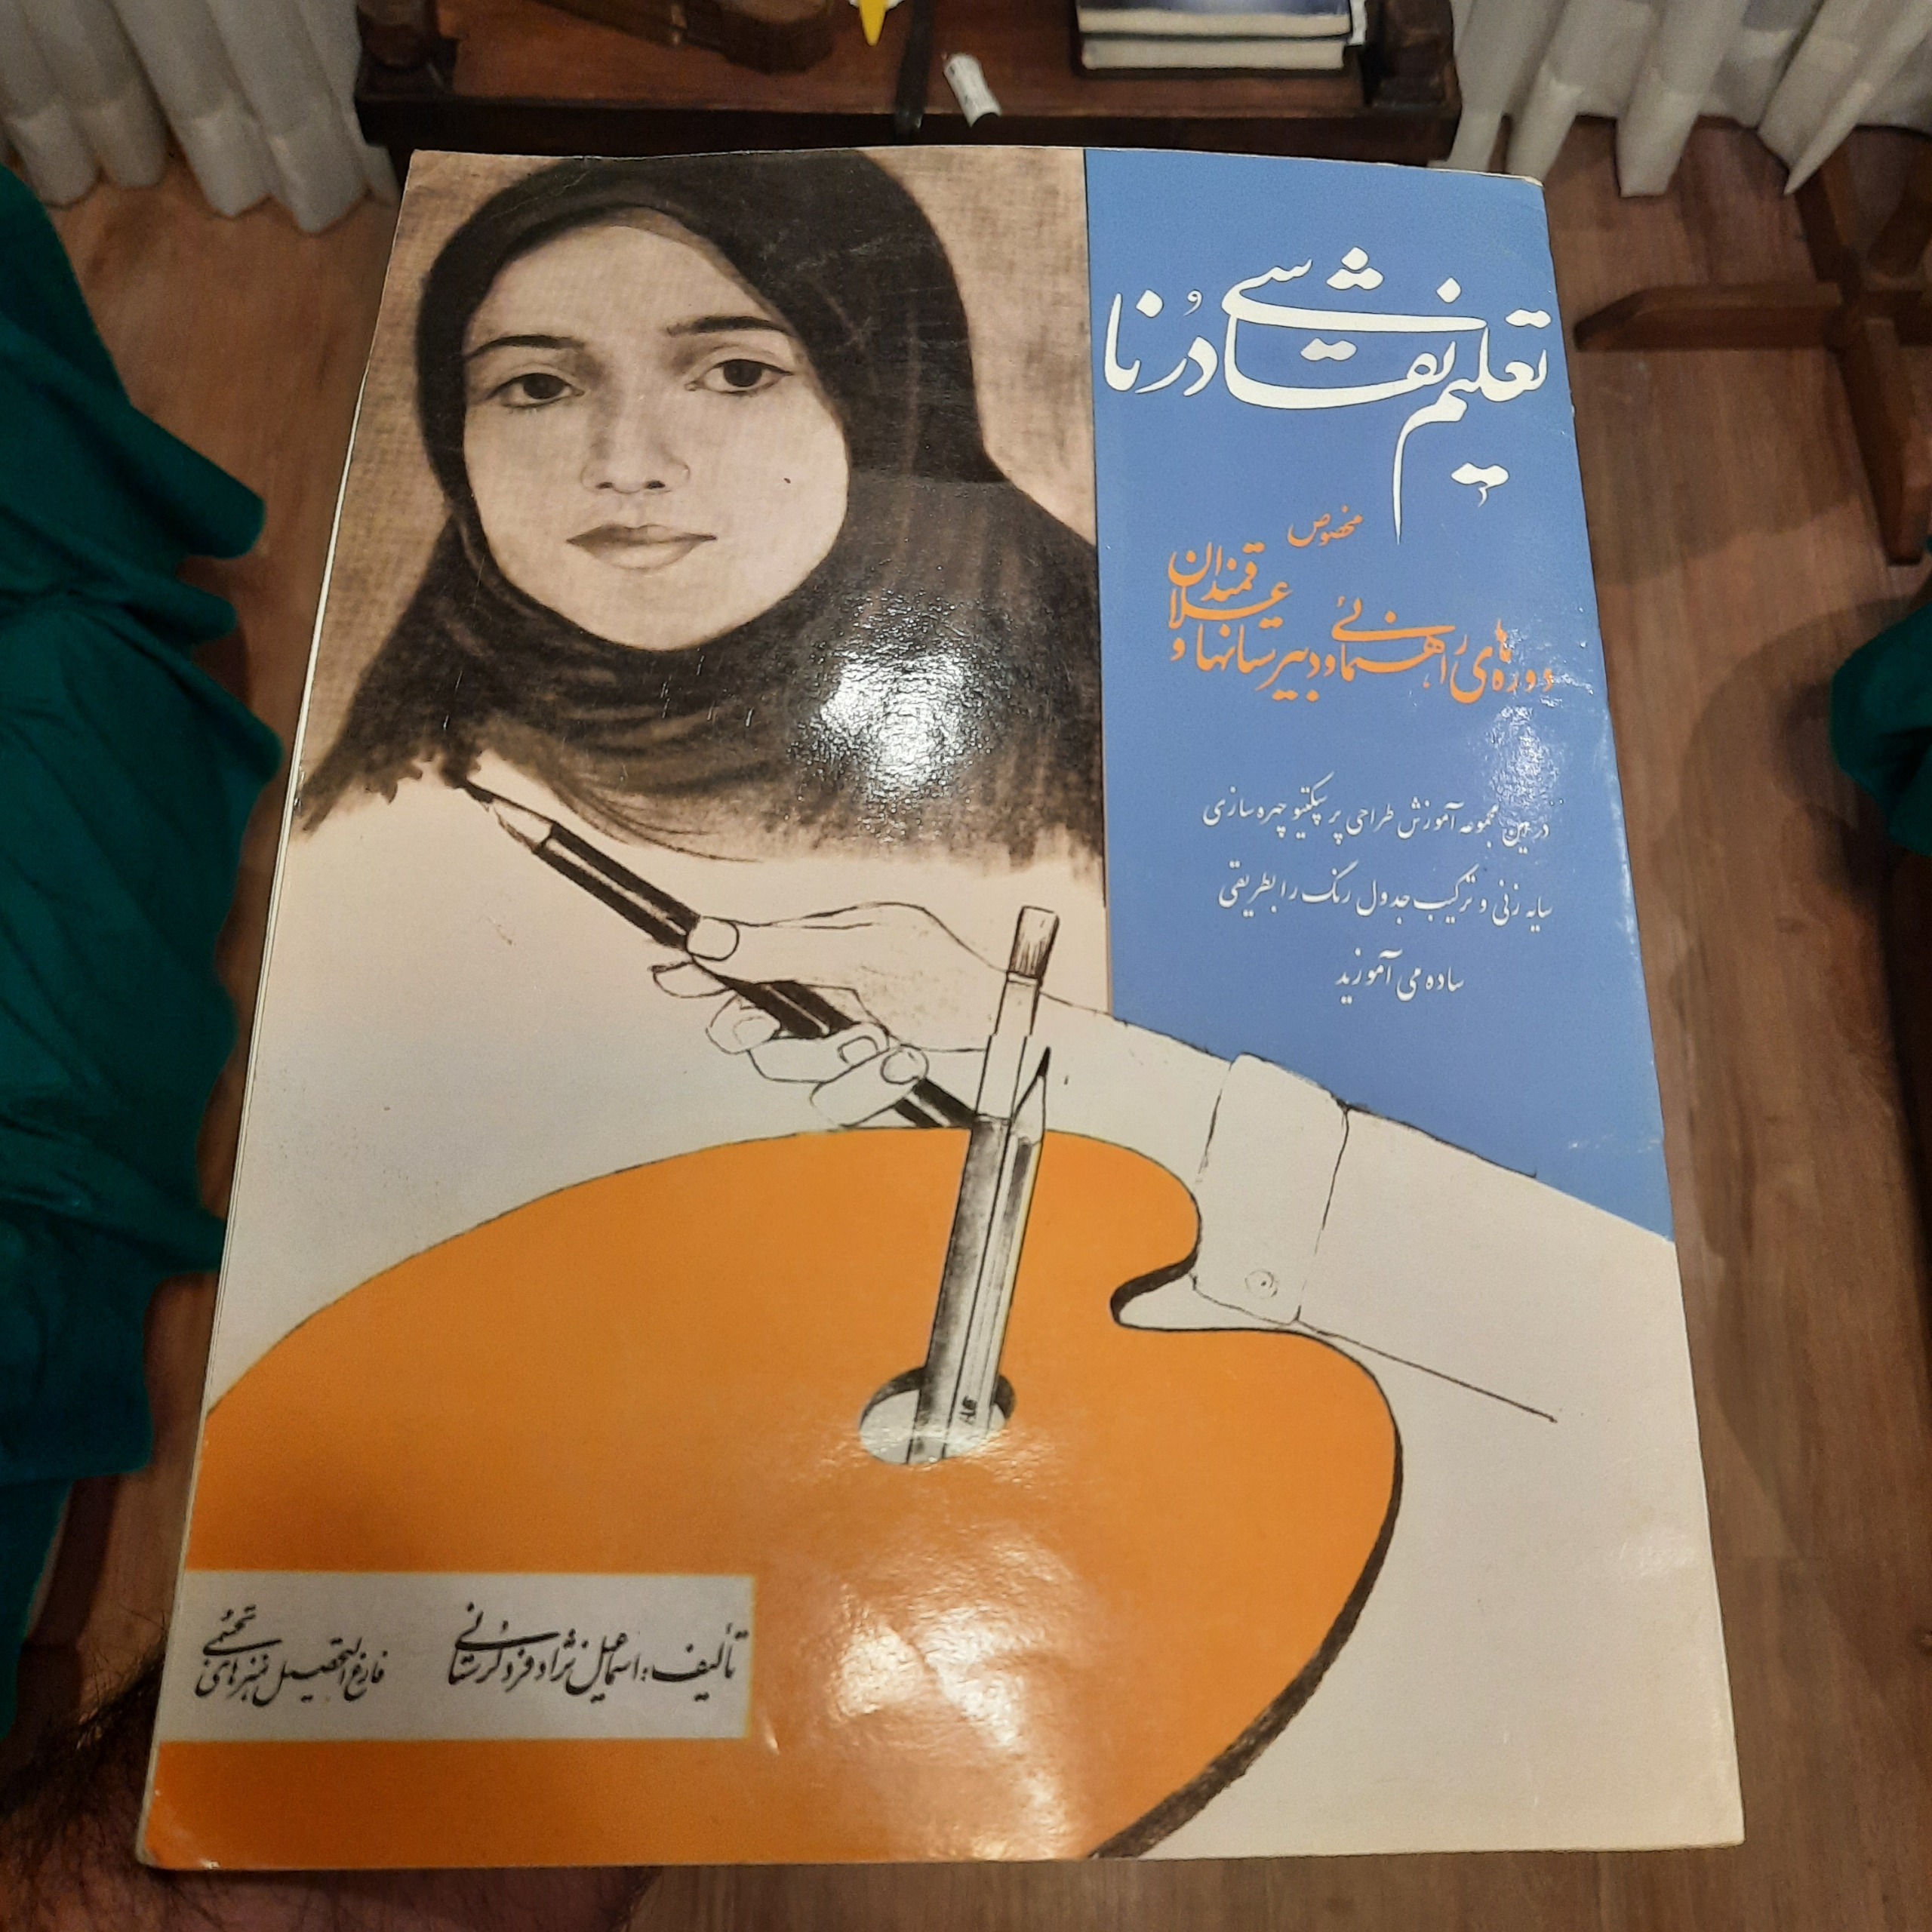 تعلیم نقاشی دُرنا
مخصوص
دوره‌های راهنمائی و دبیرستانها و علاقمندان
در این مجموعه آموزش طراحی پرسپکتیو چهره سازی
سایه زنی و ترکیب جدول رنگ را بطریقی
ساده می آموزید
تألیف: اسماعیل نژاد فرد لرستانی
فارغ التحصیل هنرهای تجسمی